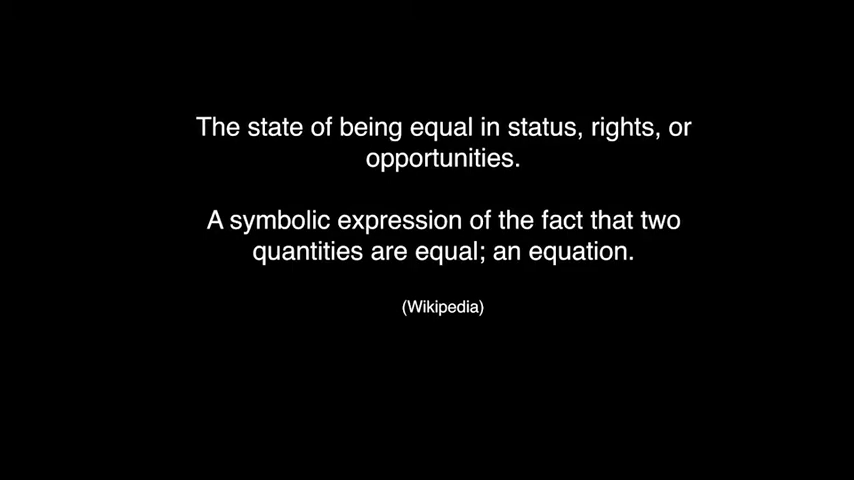 The state of being equal in status, rights, or
opportunities.
A symbolic expression of the fact that two
quantities are equal; an equation.
(Wikipedia)